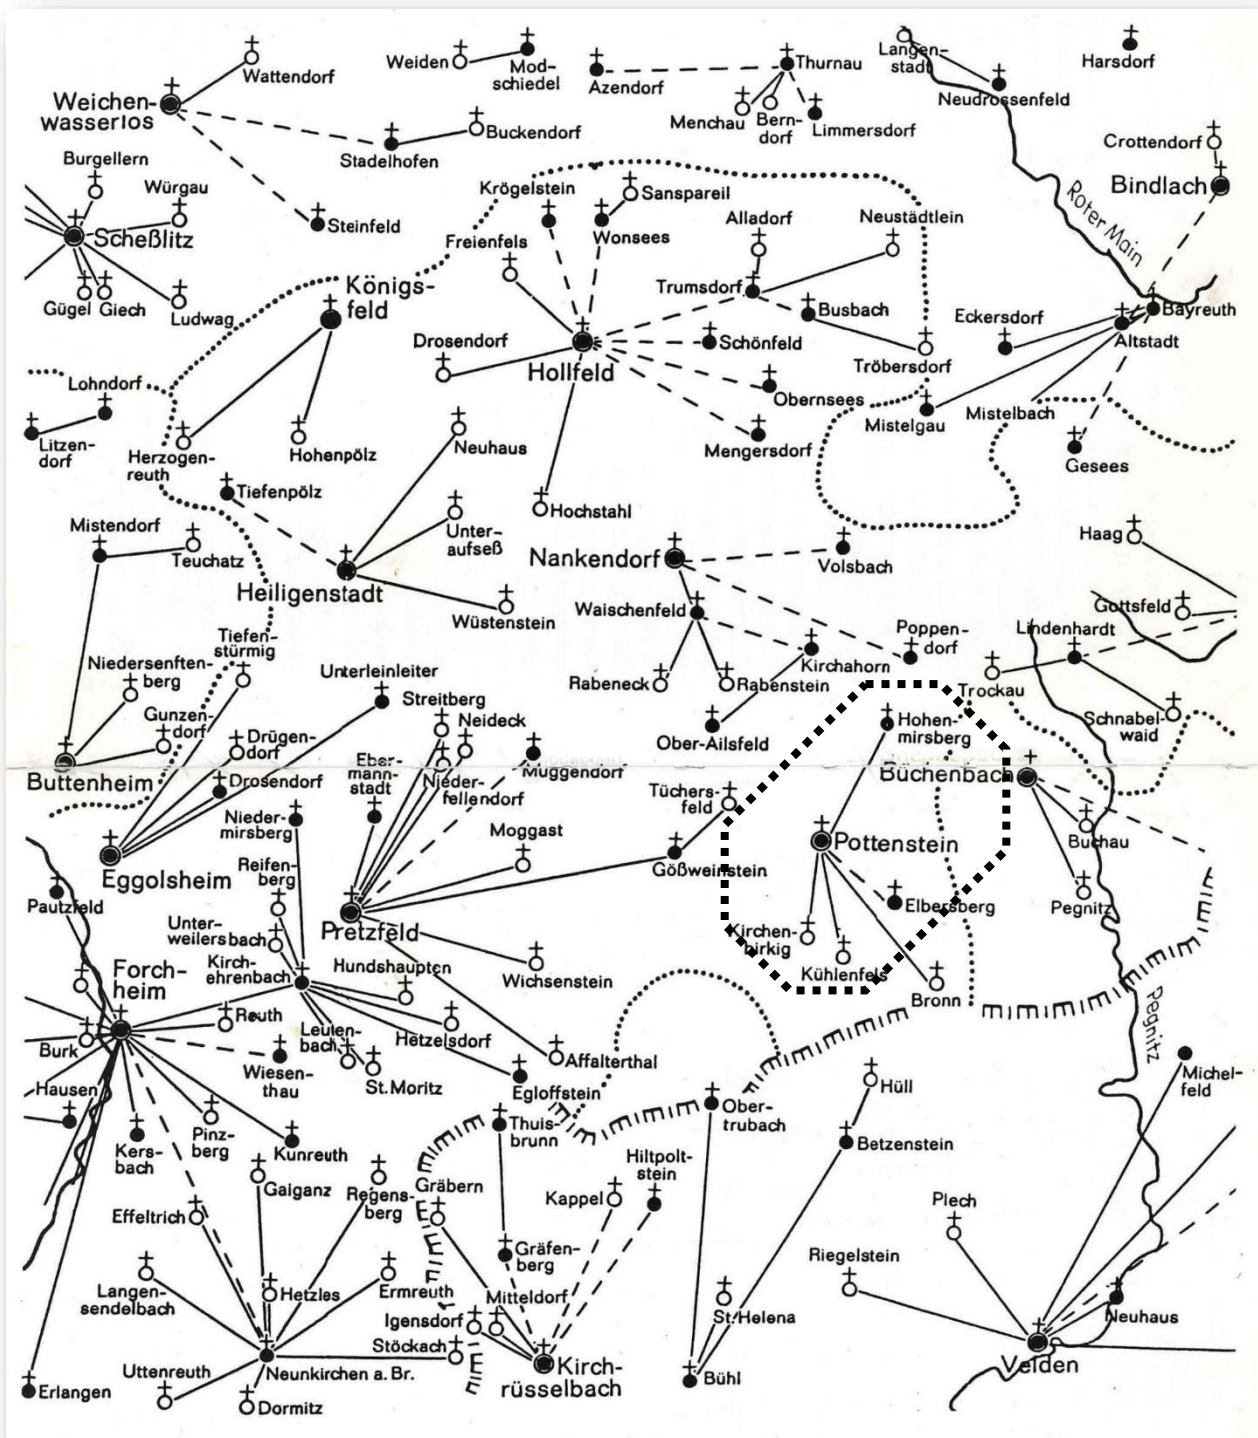 Weiden
Mod-
schiedel
Wattendorf
Azendorf
Thurnau
Langen-
stadt
Harsdorf
Neudrossenfeld
Weichen-
wasserlos
Menchau
Bern-
dorf
Limmersdorf
Buckendorf
Stadelhofen
Crottendorf
Bindlach
Burgellern
Würgau
Krögelstein
Sanspareil
Roter Main
Steinfeld
Scheßlitz
Wonsees
Alladorf
Neustädtlein
Freienfels
Gügel
Giech
Ludwag
Königs-
feld
Trumsdorf
Busbach
Eckersdorf
Bayreuth
Altstadt
Drosendorf
Hollfeld
Schönfeld
Tröbersdorf
Lohndorf
Obernsees
Mistelgau
Mistelbach
Litzen-
dorf
Herzogen-
reuth
Hohenpölz
Neuhaus
Mengersdorf
Gesees
Tiefenpölz
Hochstahl
Mistendorf
Teuchatz
Unter-
aufseß
Haag
Nankendorf
Volsbach
Heiligenstadt
Wüstenstein
Waischenfeld
Gottsfeld
Tiefen-
stürmig
Poppen-
dorf
Lindenhardt
Kirchahorn
Niedersenften-
berg
Unterleinleiter
Rabeneck
Rabenstein
Trockau
Streitberg
Gunzen-
dorf
Neideck
Hohen-
mirsberg
Schnabel-
waid
Drügen-
dorf
Ober-Ailsfeld
Buttenheim
Eber-
mann-
stadt
Muggendorf
Büchenbach
Drosendorf
Nieder-
fellendorf
Tüchers-
feld
Nieder-
mirsberg
Moggast
Pottenstein
Buchau
Eggolsheim
Reifen-
berg
Gößweinstein
Pautzfeld
Elbersberg
Pegnitz
Unter-
weilersbach
Pretzfeld
Kirchen-
birkig
Kirch-
ehrenbach
Hundshaupten
Wichsenstein
Kühlenfels
Bronn
Forch-
heim
Reuth
Leuten-
bach
Hetzelsdorf
Pegnitz
Burk
Wiesen-
thau
St.Moritz
Affalterthal
Hausen
Egloffstein
Hüll
Michel-
feld
Ober-
trubach
Kers-
bach
Pinz-
berg
Kunreuth
Thuis-
brunn
Betzenstein
Gaiganz
Regens-
berg
Gräbern
Hiltpolt-
stein
Kappel
Plech
Effeltrich
Gräfen-
berg
Riegelstein
Langen-
sendelbach
Hetzles
Ermreuth
Mitteldorf
Igensdorf
St.Helena
Neuhaus
Stöckach
Uttenreuth
Neunkirchen a.Br.
Kirch-
rüsselbach
Velden
Bühl
Erlangen
Dormitz